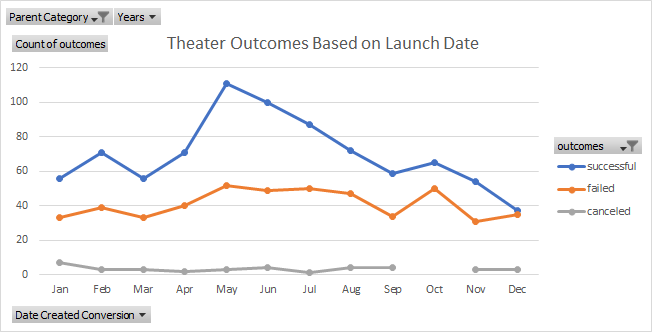 Parent Category Years
Count of outcomes
Theater Outcomes Based on Launch Date
120
100
80
60
40
20
0
Jan Feb Mar Apr May Jun Jul Aug Sep Oct Nov Dec
outcomes
successful
failed
canceled
Date Created Conversion